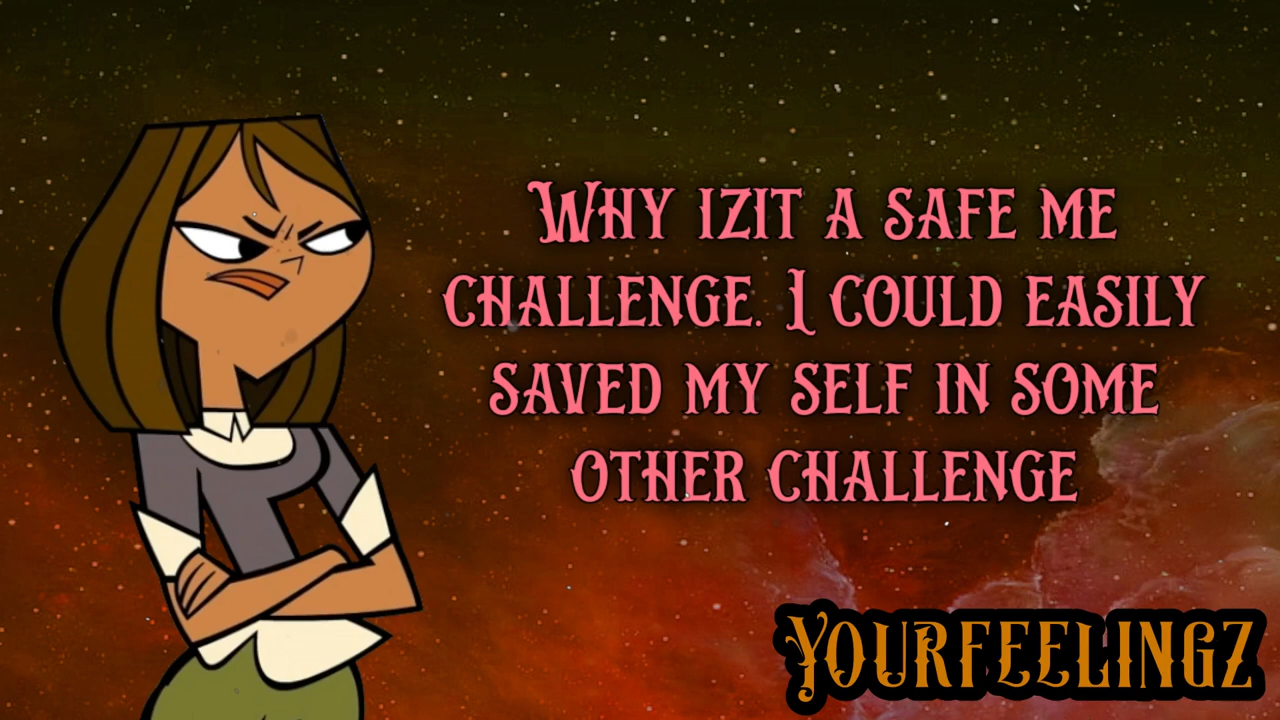 Why izit a safe me
challenge. I could easily
saved my self in some
other challenge
Yourfeelingz